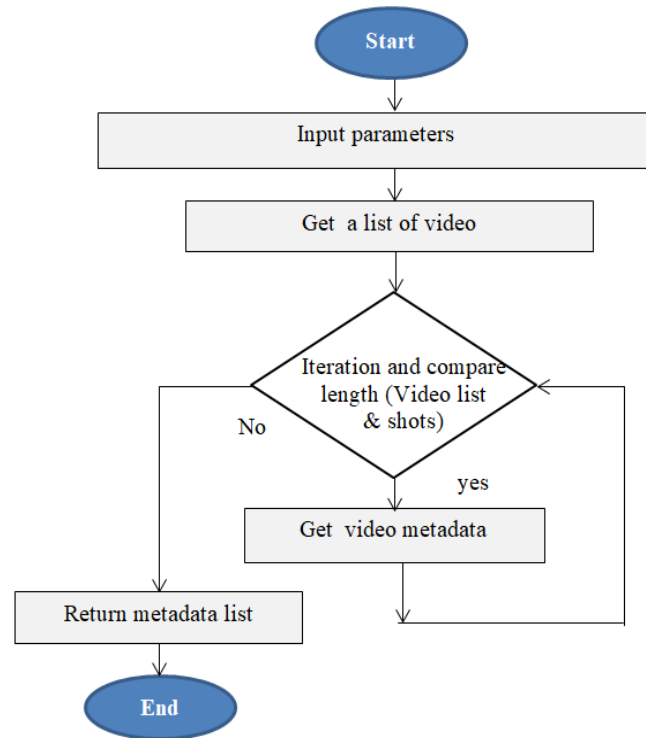 Start
Input parameters
Get a list of video
Iteration and compare
length (Video list
& shots)
No
yes
Get video metadata
Return metadata list
End